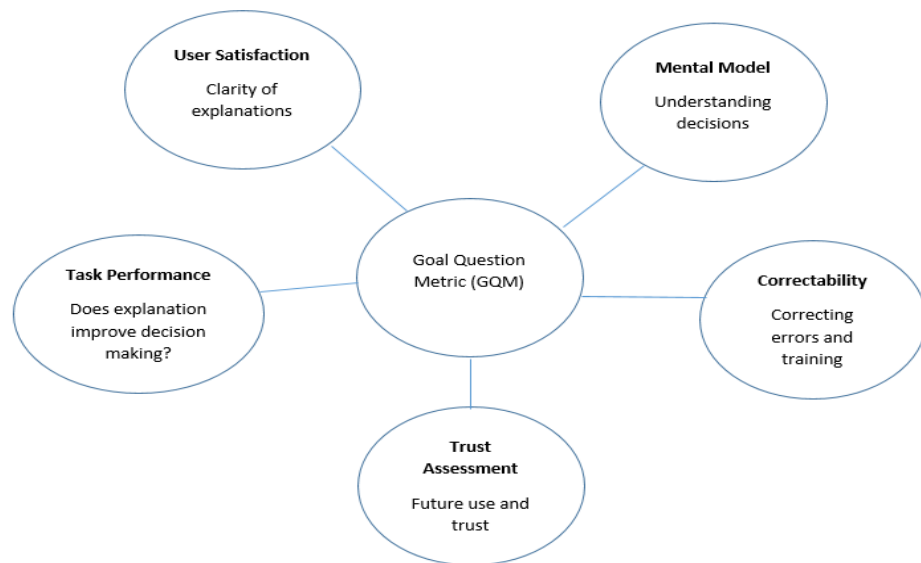 User Satisfaction
Clarity of
explanations
Mental Model
Understanding
decisions
Goal Question
Metric (GQM)
Task Performance
Does explanation
improve decision
making?
Correctability
Correcting
errors and
training
Trust
Assessment
Future use and
trust